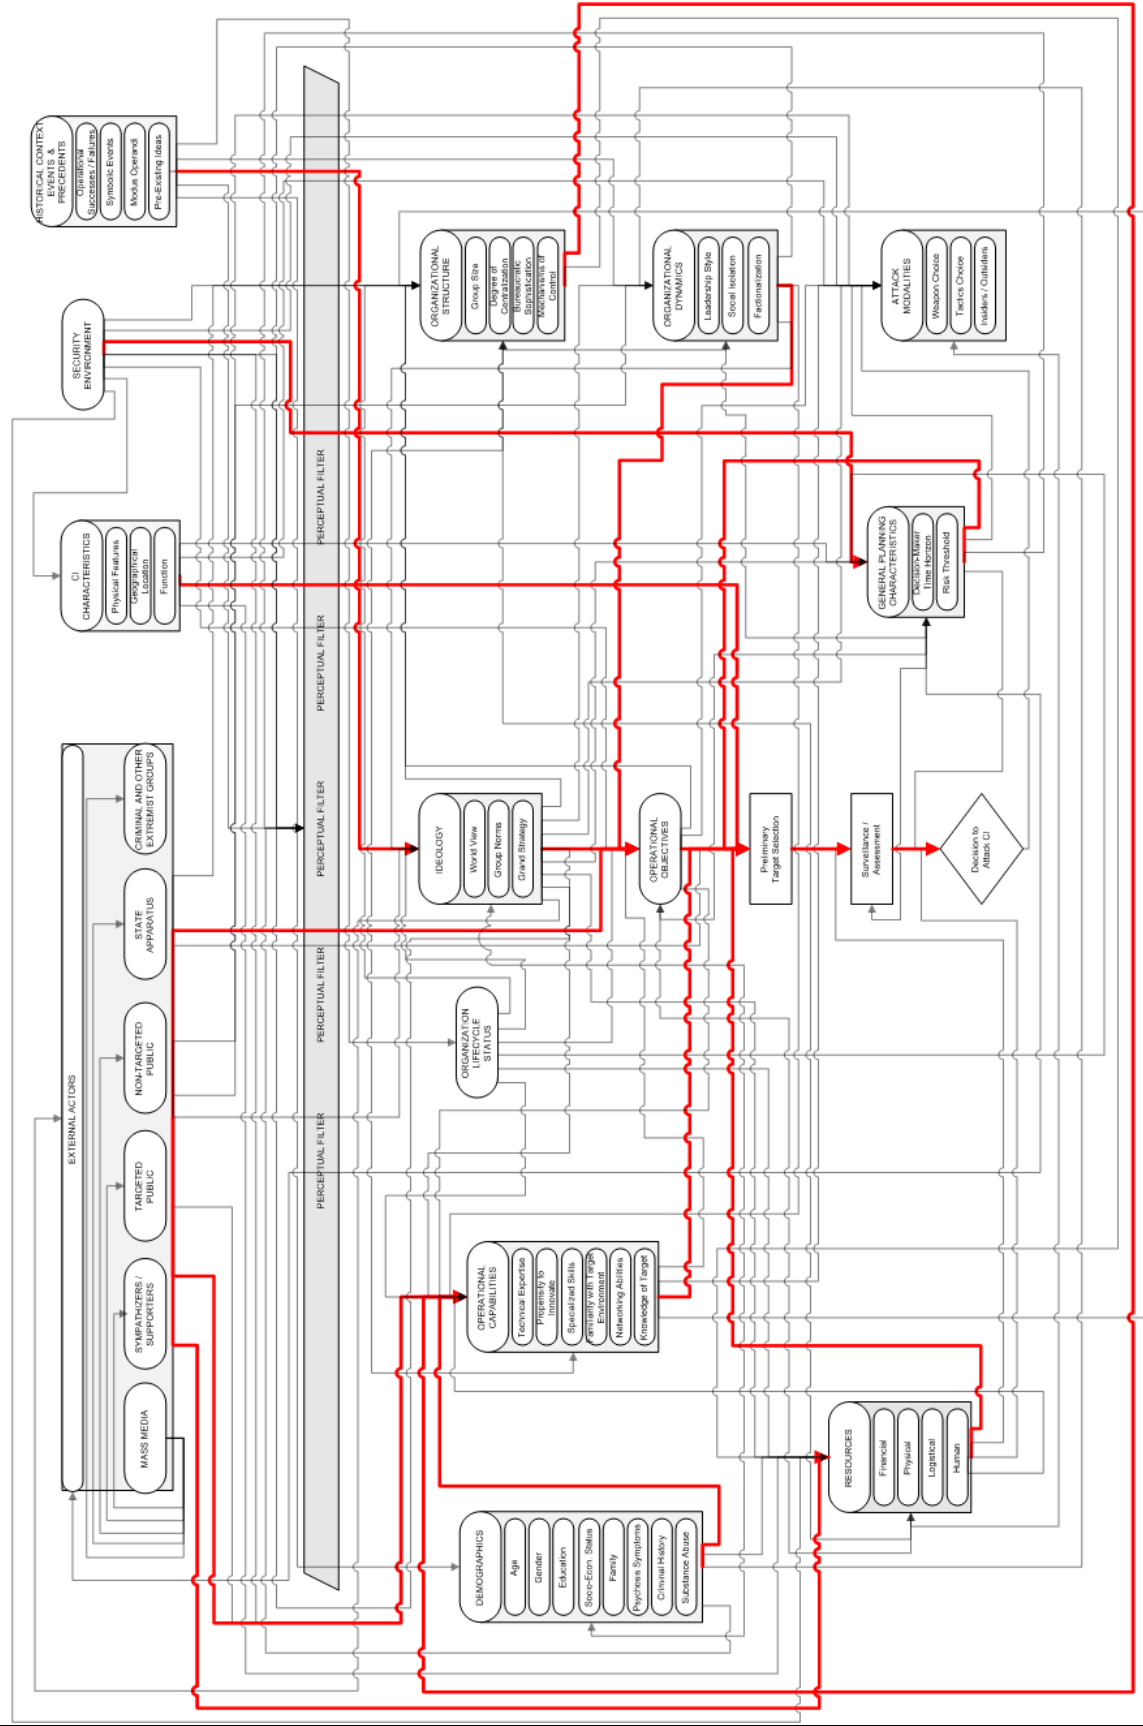 HISTORICAL CONTEXT
EVENTS &
PRECEDENTS
Operational
Successes / Failures
Symbolic Events
Modus Operandi
Pre-Existing Ideas
SECURITY
ENVIRONMENT
CI
CHARACTERISTICS
Physical Features
Geographical
Location
Function
EXTERNAL ACTORS
CRIMINAL AND OTHER
EXTREMIST GROUPS
STATE
APPARATUS
NON-TARGETED
PUBLIC
TARGETED
PUBLIC
SYMPATHIZERS /
SUPPORTERS
MASS MEDIA
PERCEPTUAL FILTER
PERCEPTUAL FILTER
PERCEPTUAL FILTER
PERCEPTUAL FILTER
PERCEPTUAL FILTER
ORGANIZATIONAL
STRUCTURE
Group Size
Degree of
Centralization
Bureaucratic
Sophistication
Mechanisms of
Control
ORGANIZATIONAL
DYNAMICS
Leadership Style
Social Isolation
Factionalization
ATTACK
MODALITIES
Weapon Choice
Tactics Choice
Insiders / Outsiders
GENERAL PLANNING
CHARACTERISTICS
Decision-Maker
Time Horizon
Risk Threshold
IDEOLOGY
World View
Group Norms
Grand Strategy
OPERATIONAL
OBJECTIVES
Preliminary
Target Selection
Surveillance /
Assessment
Decision to
Attack CI
ORGANIZATION
LIFECYCLE
STATUS
OPERATIONAL
CAPABILITIES
Technical Expertise
Propensity to
Innovate
Specialized Skills
Familiarity with Target
Environment
Networking Abilities
Knowledge of Target
RESOURCES
Financial
Physical
Logistical
Human
DEMOGRAPHICS
Age
Gender
Education
Socio-Econ. Status
Family
Psychosis Symptoms
Criminal History
Substance Abuse